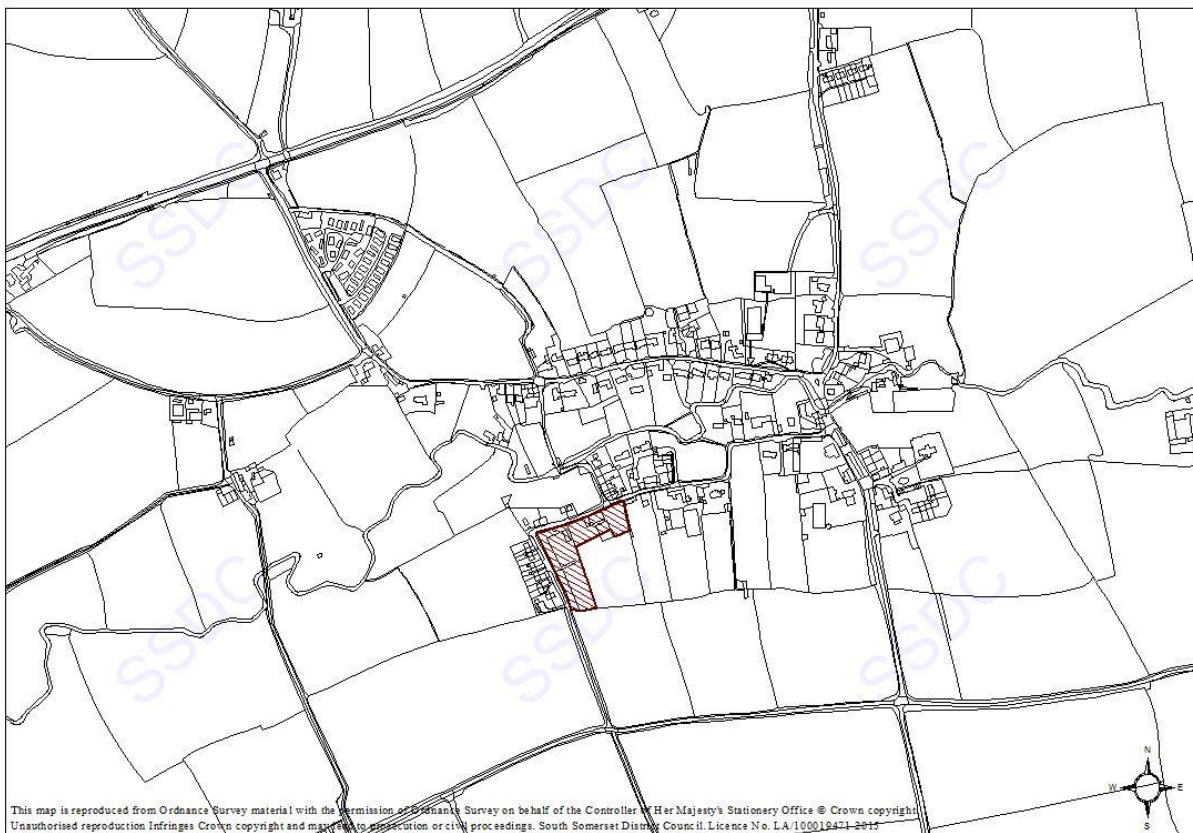 SSDC SSDC SSDC
SSDC SSDC SSDC
N
W E
S
This map is reproduced from Ordnance Survey material with the permission of Ordnance Survey on behalf of the Controller of Her Majesty's Stationery Office © Crown copyright
Unauthorised reproduction Infringes Crown copyright and may lead to prosecution or civil proceedings. South Somerset District Council. Licence No. LA/100019471 2015